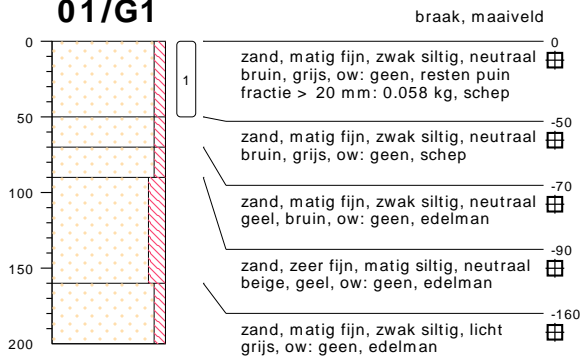 01/G1
braak, maaiveld
0
50
100
150
200
1
0
zand, matig fijn, zwak siltig, neutraal
bruin, grijs, ow: geen, resten puin
fractie > 20 mm: 0.058 kg, schep
-50
zand, matig fijn, zwak siltig, neutraal
bruin, grijs, ow: geen, schep
-70
zand, matig fijn, zwak siltig, neutraal
geel, bruin, ow: geen, edelman
-90
zand, zeer fijn, matig siltig, neutraal
beige, geel, ow: geen, edelman
-160
zand, matig fijn, zwak siltig, licht
grijs, ow: geen, edelman